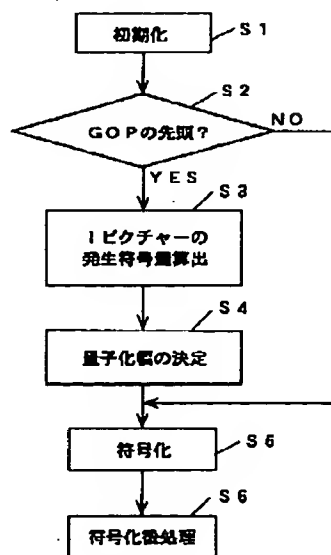 初期化
S1
S2
GOPの先頭?
NO
YES
S3
Iピクチャーの
発生符号量算出
S4
量子化幅の決定
S5
符号化
S6
符号化後処理